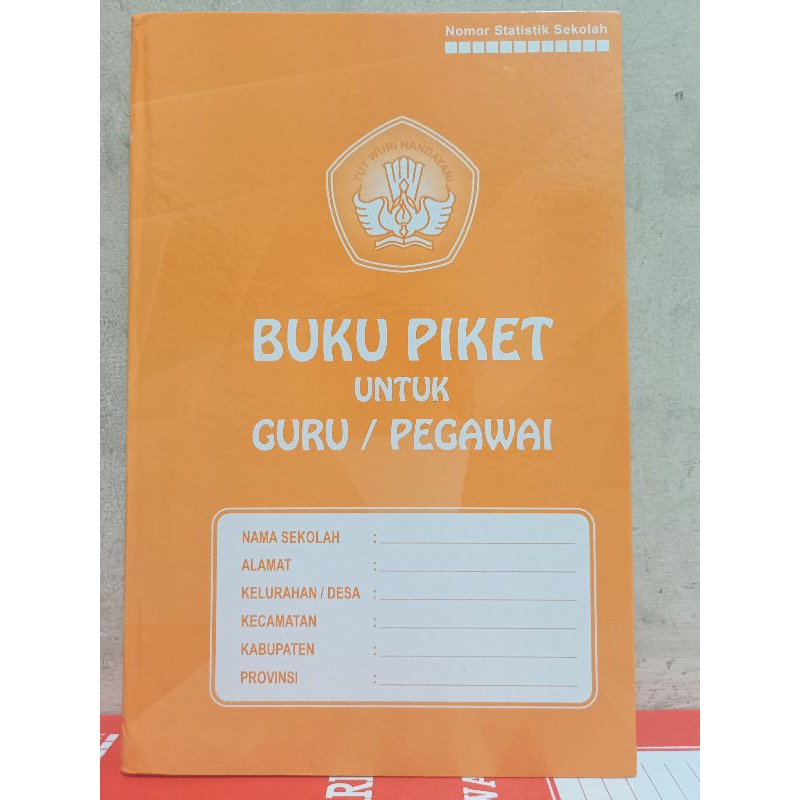 Nomor Statistik Sekolah
TUT WURI HANDAYANI
BUKU PIKET
UNTUK
GURU / PEGAWAI
NAMA SEKOLAH :
ALAMAT :
KELURAHAN / DESA :
KECAMATAN :
KABUPATEN :
PROVINSI :